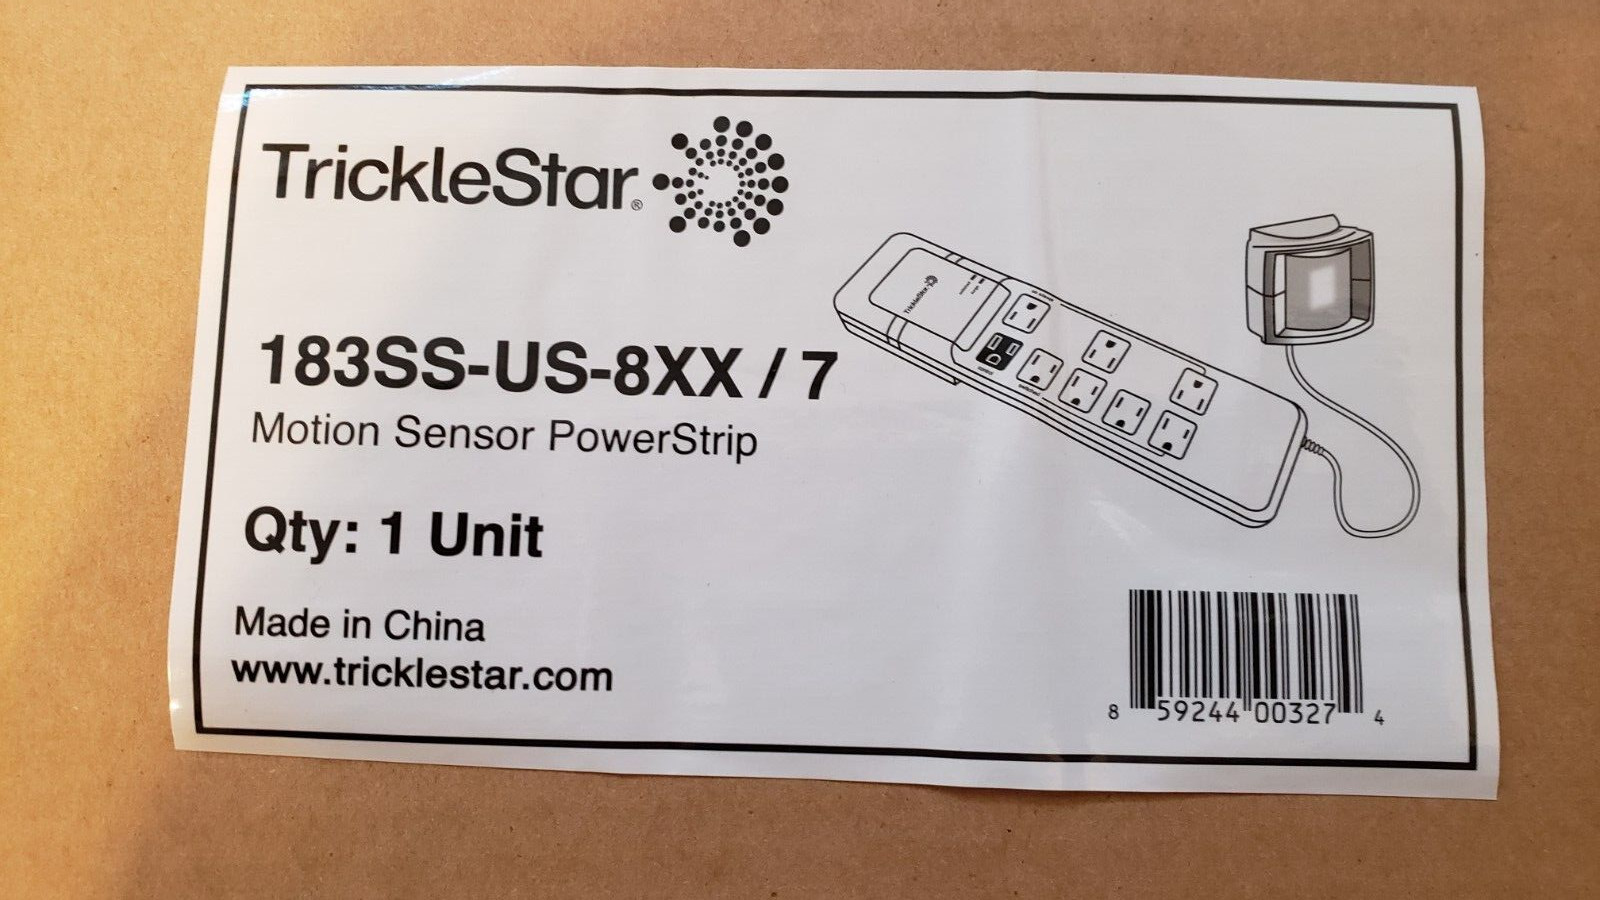 TrickleStar®
183SS-US-8XX / 7
Motion Sensor PowerStrip
Qty: 1 Unit
Made in China
www.tricklestar.com
TrickleStar
8 59244 00327 4